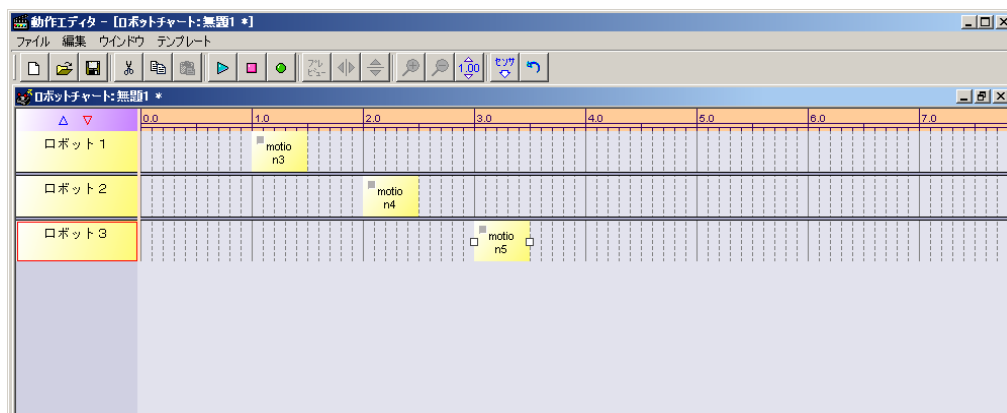 動作エディタ - [ロボットチャート: 無題1 *]
ファイル 編集 ウインドウ テンプレート
プレビュー 1.00 センサ
ロボットチャート: 無題1 *
0.0 1.0 2.0 3.0 4.0 5.0 6.0 7.0
ロボット1
motio
n3
ロボット2
motio
n4
ロボット3
motio
n5